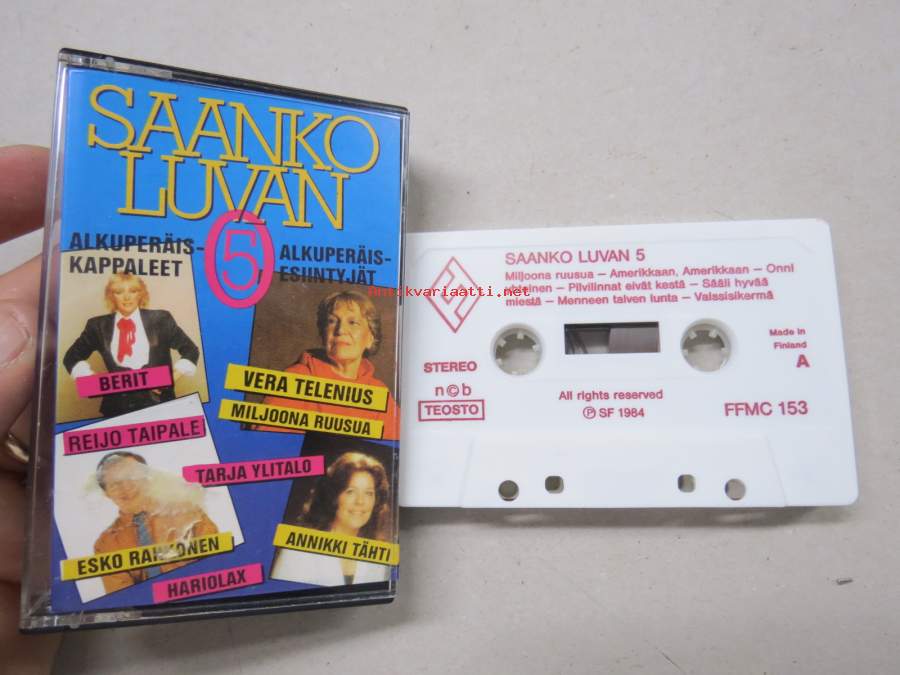 SAANKO
LUVAN
5
ALKUPERÄIS-
KAPPALEET
ALKUPERÄIS-
ESIINTYJÄT
BERIT
VERA TELENIUS
MILJOONA RUUSUA
REIJO TAIPALE
TARJA YLITALO
ESKO RAHKONEN
ANNIKKI TÄHTI
HARIOLAX
Antikvariaatti.net
SAANKO LUVAN 5
Miljoona ruusua – Amerikkaan, Amerikkaan – Onni
yhteinen – Pilvilinnat eivät kestä – Sääli hyvää
miestä – Menneen talven lunta – Valssisikermä
STEREO
n©b
TEOSTO
All rights reserved
Ⓟ SF 1984
Made in
Finland
A
FFMC 153